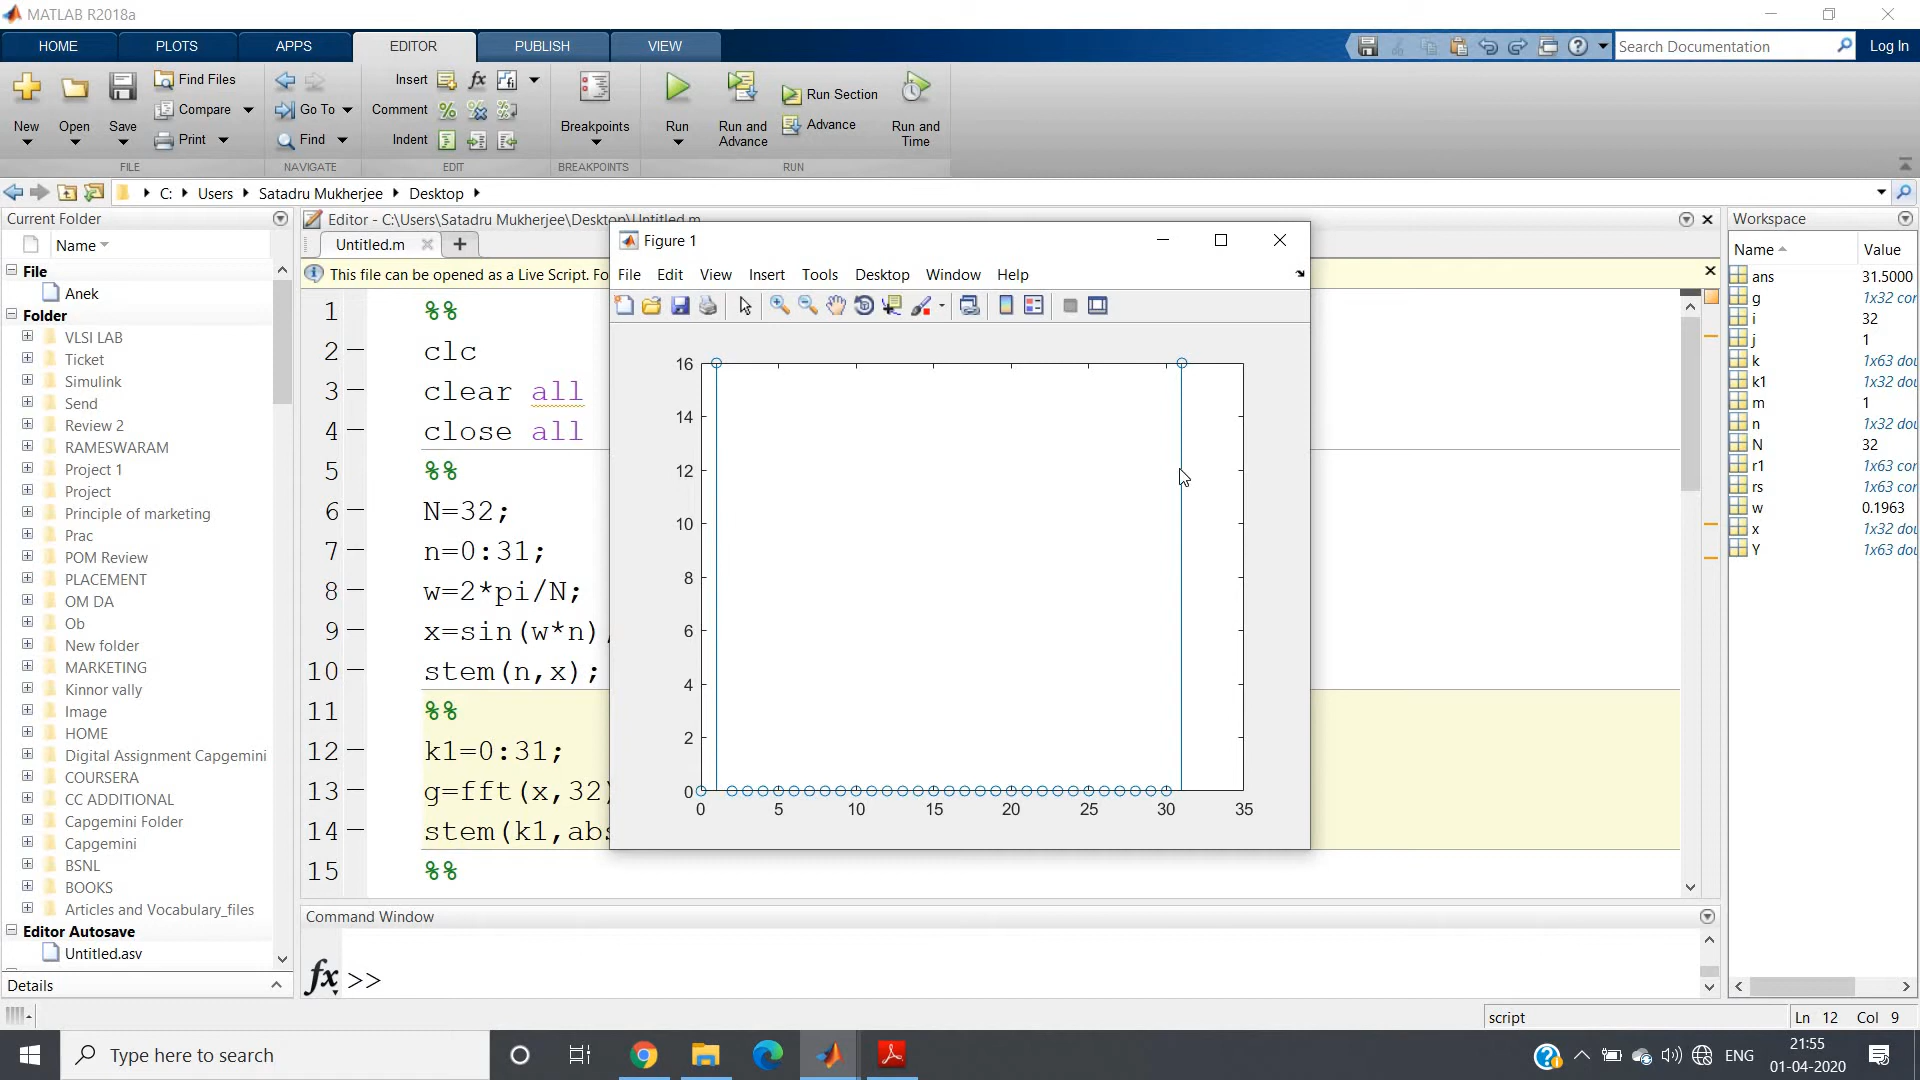 MATLAB R2018a
HOME PLOTS APPS EDITOR PUBLISH VIEW
Search Documentation
Log In
New
Open
Save
Find Files
Compare
Print
FILE
Go To
Find
NAVIGATE
Insert fx
Comment
Indent
EDIT
Breakpoints
BREAKPOINTS
Run
Run and Advance
Run Section
Advance
Run and Time
RUN
C: Users Satadru Mukherjee Desktop
Current Folder
Name
File
Anek
Folder
VLSI LAB
Ticket
Simulink
Send
Review 2
RAMESWARAM
Project 1
Project
Principle of marketing
Prac
POM Review
PLACEMENT
OM DA
Ob
New folder
MARKETING
Kinnor vally
Image
HOME
Digital Assignment Capgemini
COURSERA
CC ADDITIONAL
Capgemini Folder
Capgemini
BSNL
BOOKS
Articles and Vocabulary_files
Editor Autosave
Untitled.asv
Details
Editor - C:\Users\Satadru Mukherjee\Desktop\Untitled.m
Untitled.m
This file can be opened as a Live Script. Fo
1 %%
2 clc
3 clear all
4 close all
5 %%
6 N=32;
7 n=0:31;
8 w=2*pi/N;
9 x=sin(w*n)
10 stem(n,x);
11 %%
12 k1=0:31;
13 g=fft(x,32)
14 stem(k1,abs
15 %%
Figure 1
File Edit View Insert Tools Desktop Window Help
16
14
12
10
8
6
4
2
0
0 5 10 15 20 25 30 35
Command Window
fx >>
Workspace
Name Value
ans 31.5000
g 1x32 con
i 32
j 1
k 1x63 dou
k1 1x32 dou
m 1
n 1x32 dou
N 32
r1 1x63 con
rs 1x63 con
w 0.1963
x 1x32 dou
Y 1x63 dou
script
Ln 12 Col 9
Type here to search
ENG
21:55
01-04-2020